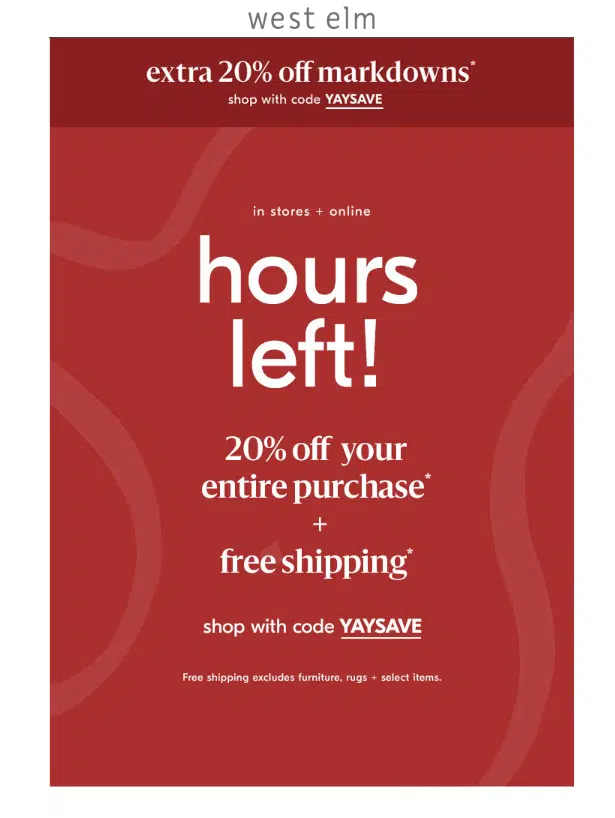 west elm
extra 20% off markdowns*
shop with code YAYSAVE
in stores + online
hours
left!
20% off your
entire purchase*
+
free shipping*
shop with code YAYSAVE
Free shipping excludes furniture, rugs + select items.